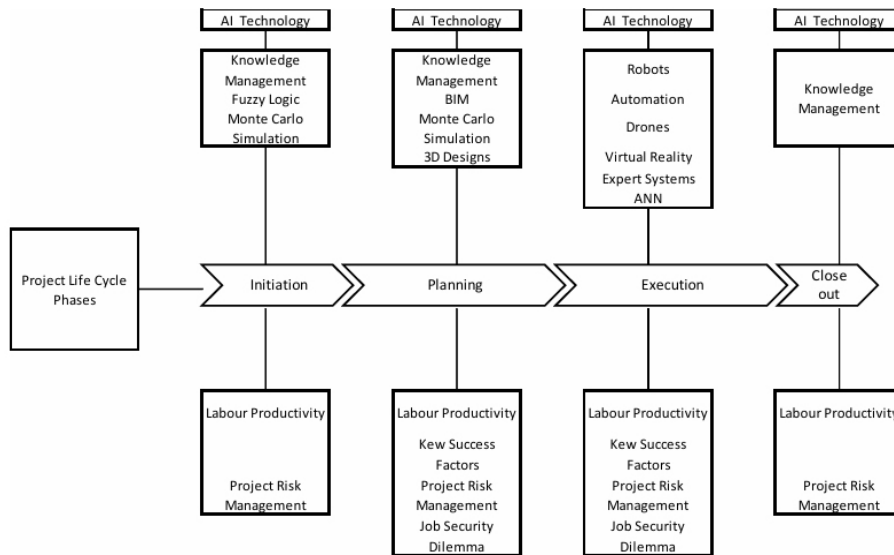 AI Technology
AI Technology
AI Technology
AI Technology
Knowledge
Management
Fuzzy Logic
Monte Carlo
Simulation
Knowledge
Management
BIM
Monte Carlo
Simulation
3D Designs
Robots
Automation
Drones
Virtual Reality
Expert Systems
ANN
Knowledge
Management
Project Life Cycle
Phases
Initiation
Planning
Execution
Close
out
Labour Productivity
Project Risk
Management
Labour Productivity
Kew Success
Factors
Project Risk
Management
Job Security
Dilemma
Labour Productivity
Kew Success
Factors
Project Risk
Management
Job Security
Dilemma
Labour Productivity
Project Risk
Management